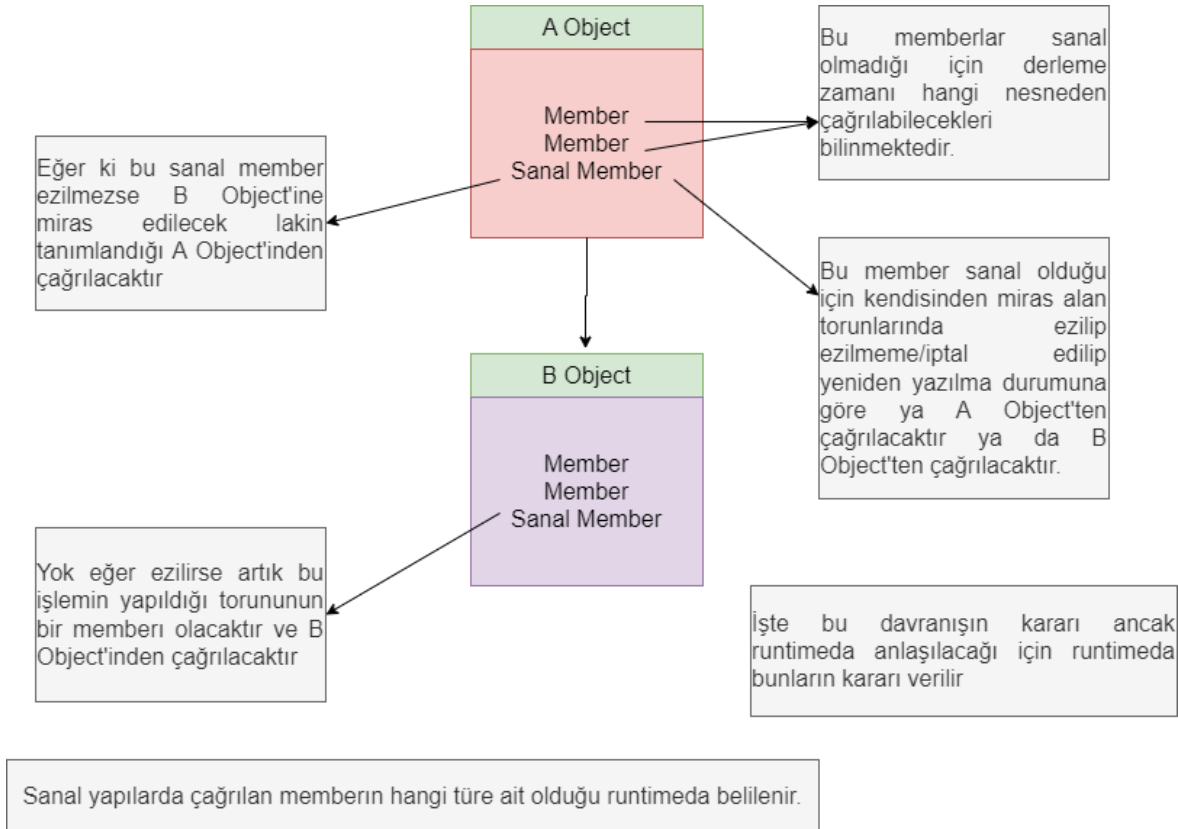 A Object
Member
Member
Sanal Member
Bu memberlar sanal
olmadığı için derleme
zamanı hangi nesneden
çağrılabilecekleri
bilinmektedir.
Eğer ki bu sanal member
ezilmezse B Object'ine
miras edilecek lakin
tanımlandığı A Object'inden
çağrılacaktır
Bu member sanal olduğu
için kendisinden miras alan
torunlarında ezilip
ezilmeme/iptal edilip
yeniden yazılma durumuna
göre ya A Object'ten
çağrılacaktır ya da B
Object'ten çağrılacaktır.
B Object
Member
Member
Sanal Member
Yok eğer ezilirse artık bu
işlemin yapıldığı torununun
bir memberı olacaktır ve B
Object'inden çağrılacaktır
İşte bu davranışın kararı ancak
runtimeda anlaşılacağı için runtimeda
bunların kararı verilir
Sanal yapılarda çağrılan memberın hangi türe ait olduğu runtimeda belilenir.